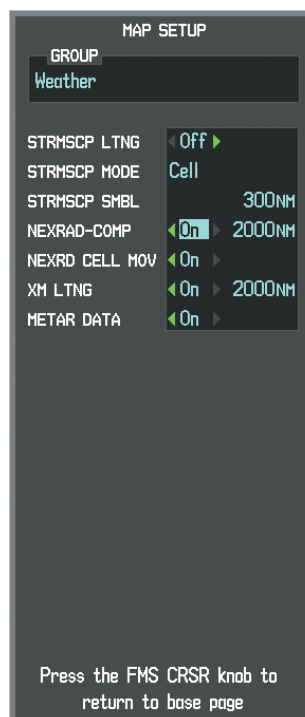 MAP SETUP
GROUP
Weather
STRMSCP LTNG Off
STRMSCP MODE Cell
STRMSCP SMBL 300NM
NEXRAD-COMP On 2000NM
NEXRD CELL MOV On
XM LTNG On 2000NM
METAR DATA On
Press the FMS CRSR knob to
return to base page